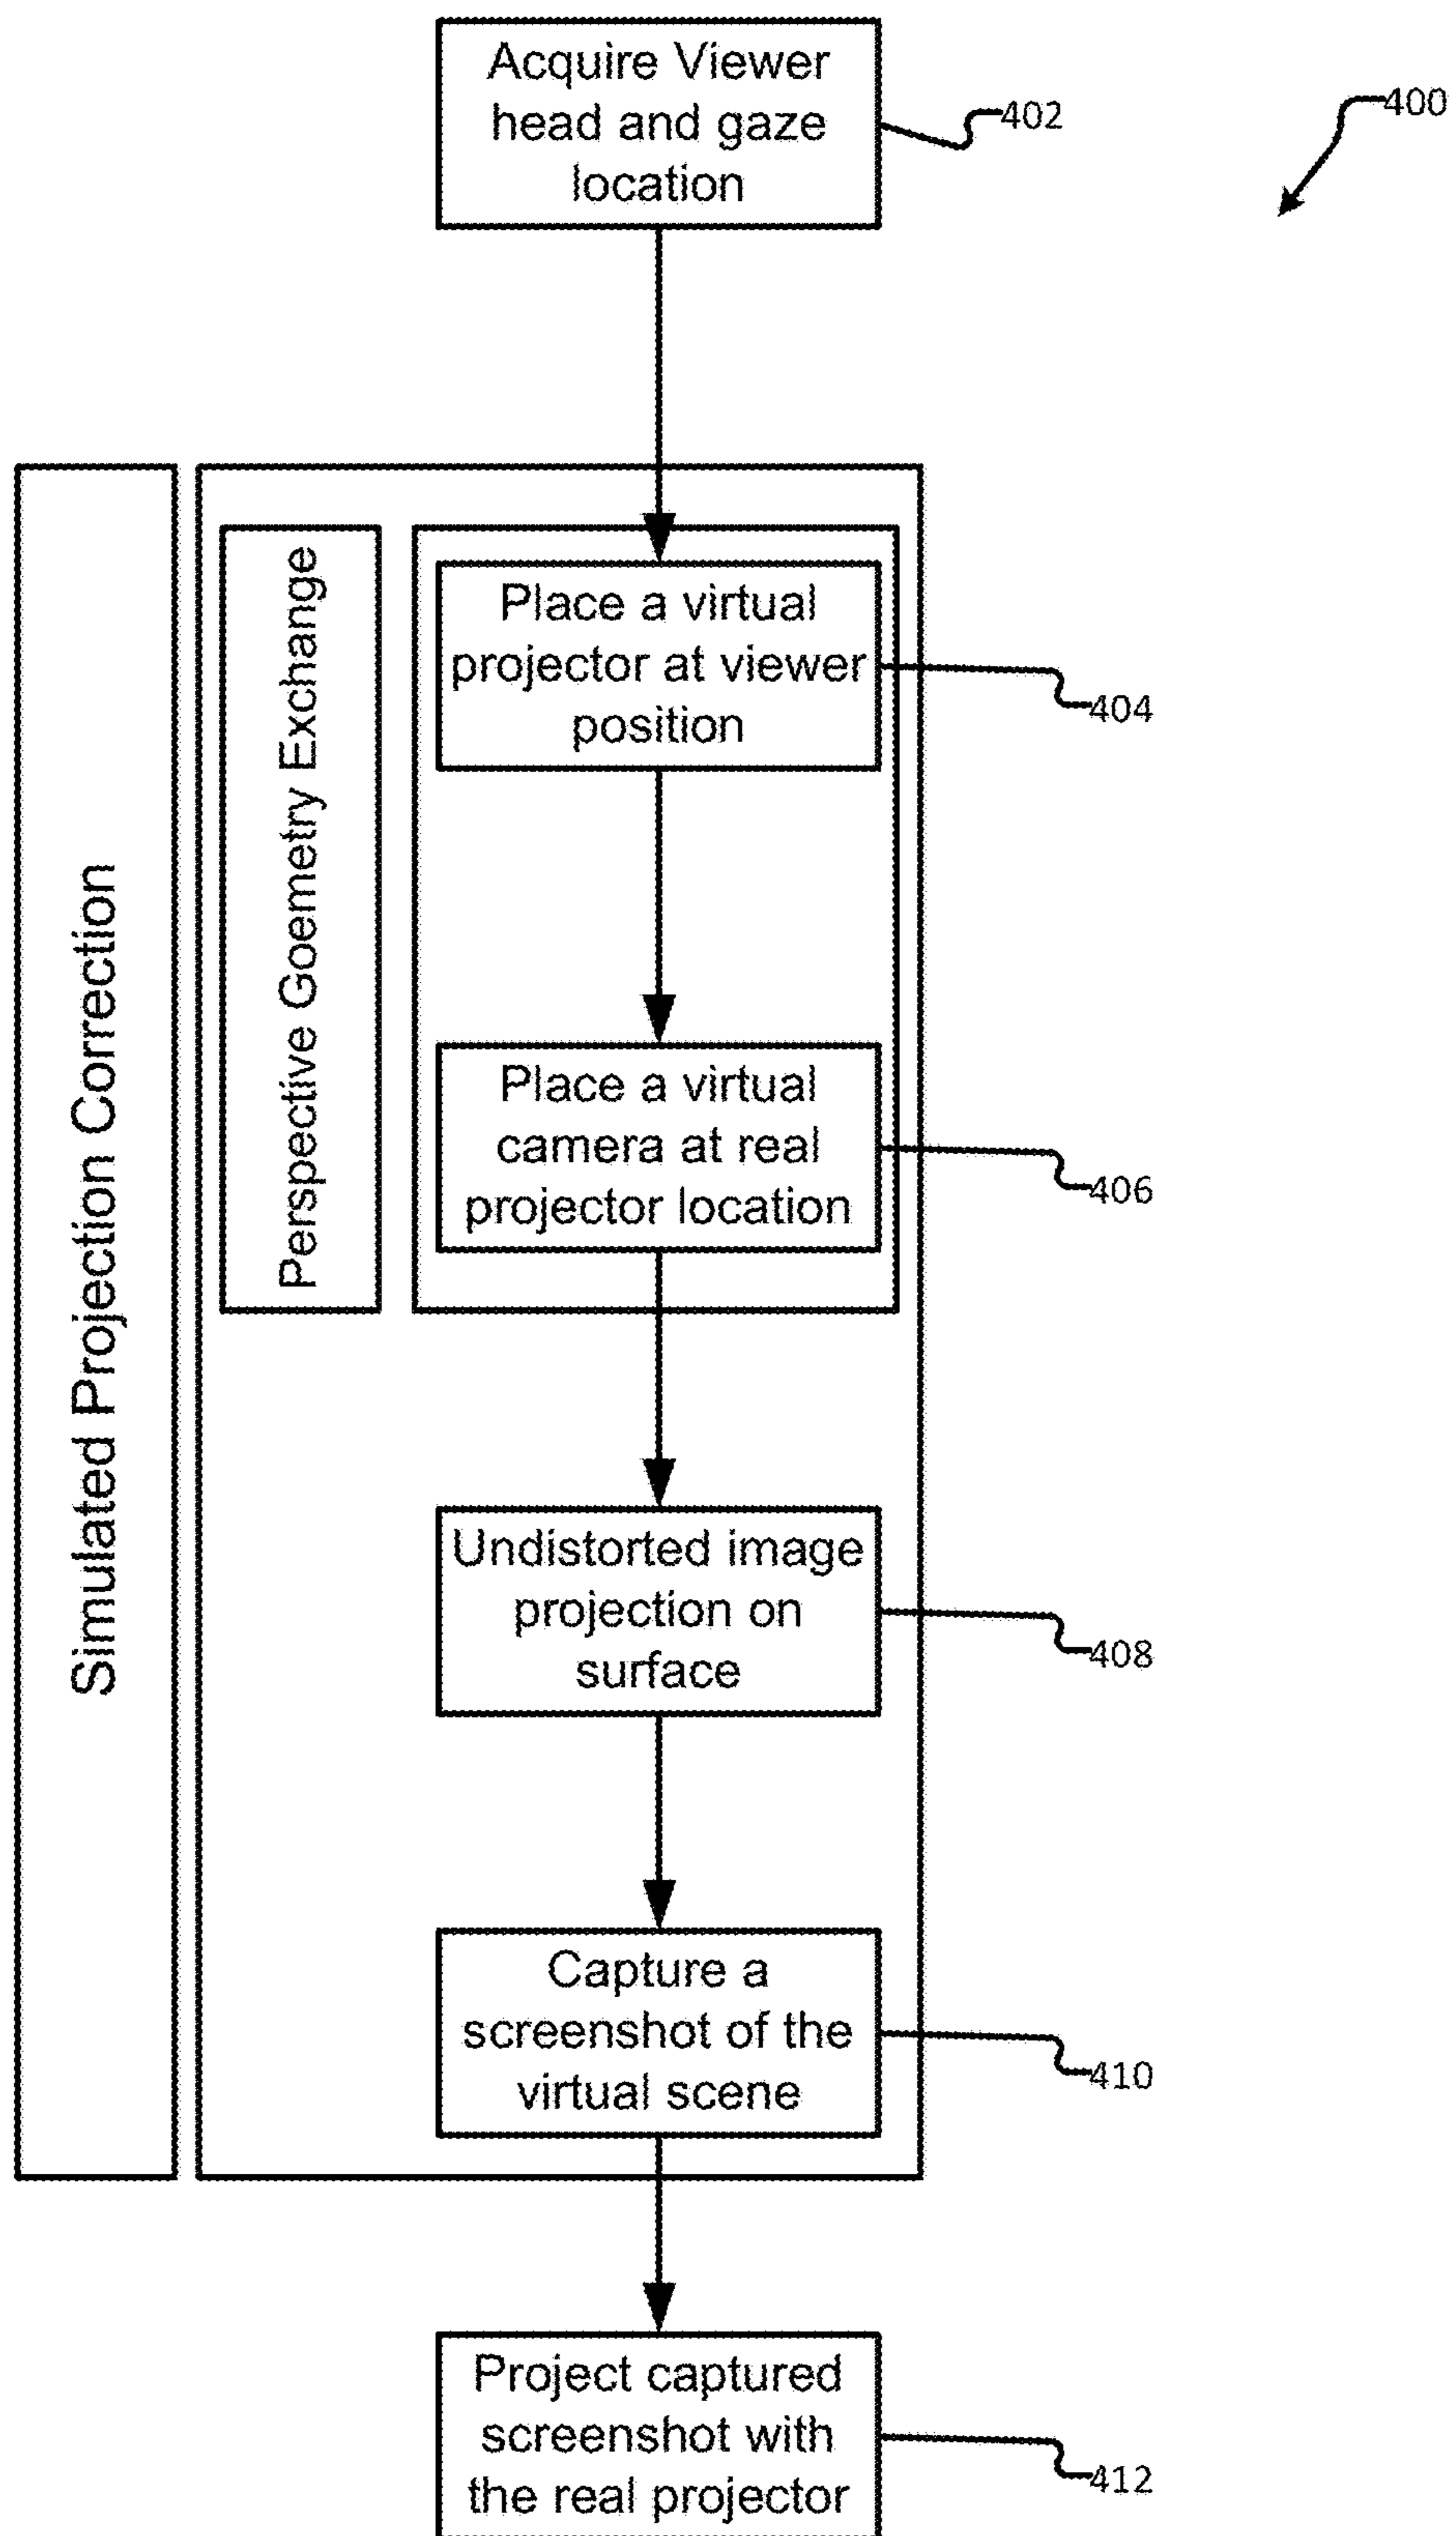 Acquire Viewer
head and gaze
location
402
400
Simulated Projection Correction
Perspective Goemetry Exchange
Place a virtual
projector at viewer
position
404
Place a virtual
camera at real
projector location
406
Undistorted image
projection on
surface
408
Capture a
screenshot of the
virtual scene
410
Project captured
screenshot with
the real projector
412